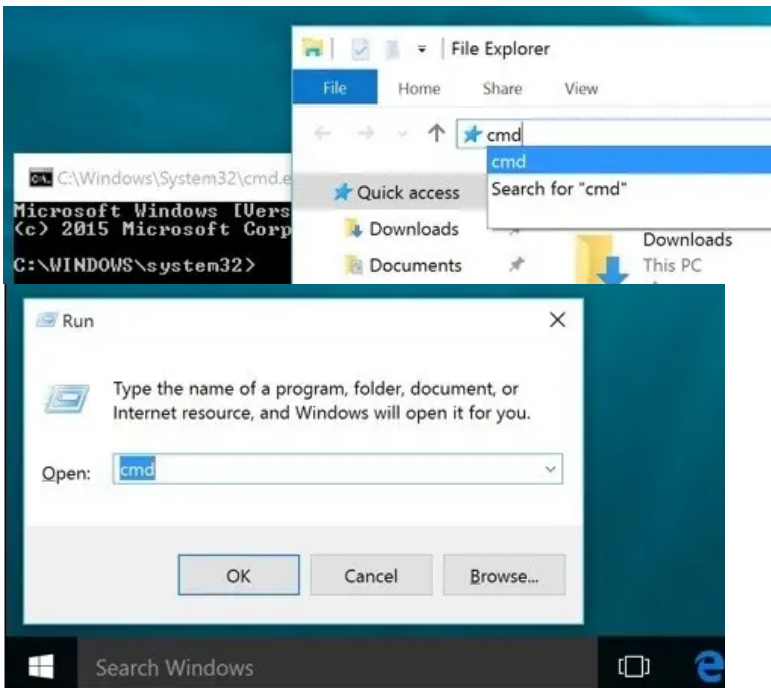 File Explorer
File Home Share View
cmd
cmd
Search for "cmd"
C:\Windows\System32\cmd.e
Microsoft Windows [Vers
(c) 2015 Microsoft Corp
C:\WINDOWS\system32>
Quick access
Downloads
Documents
Downloads
This PC
Run
Type the name of a program, folder, document, or
Internet resource, and Windows will open it for you.
Open: cmd
OK Cancel Browse...
Search Windows